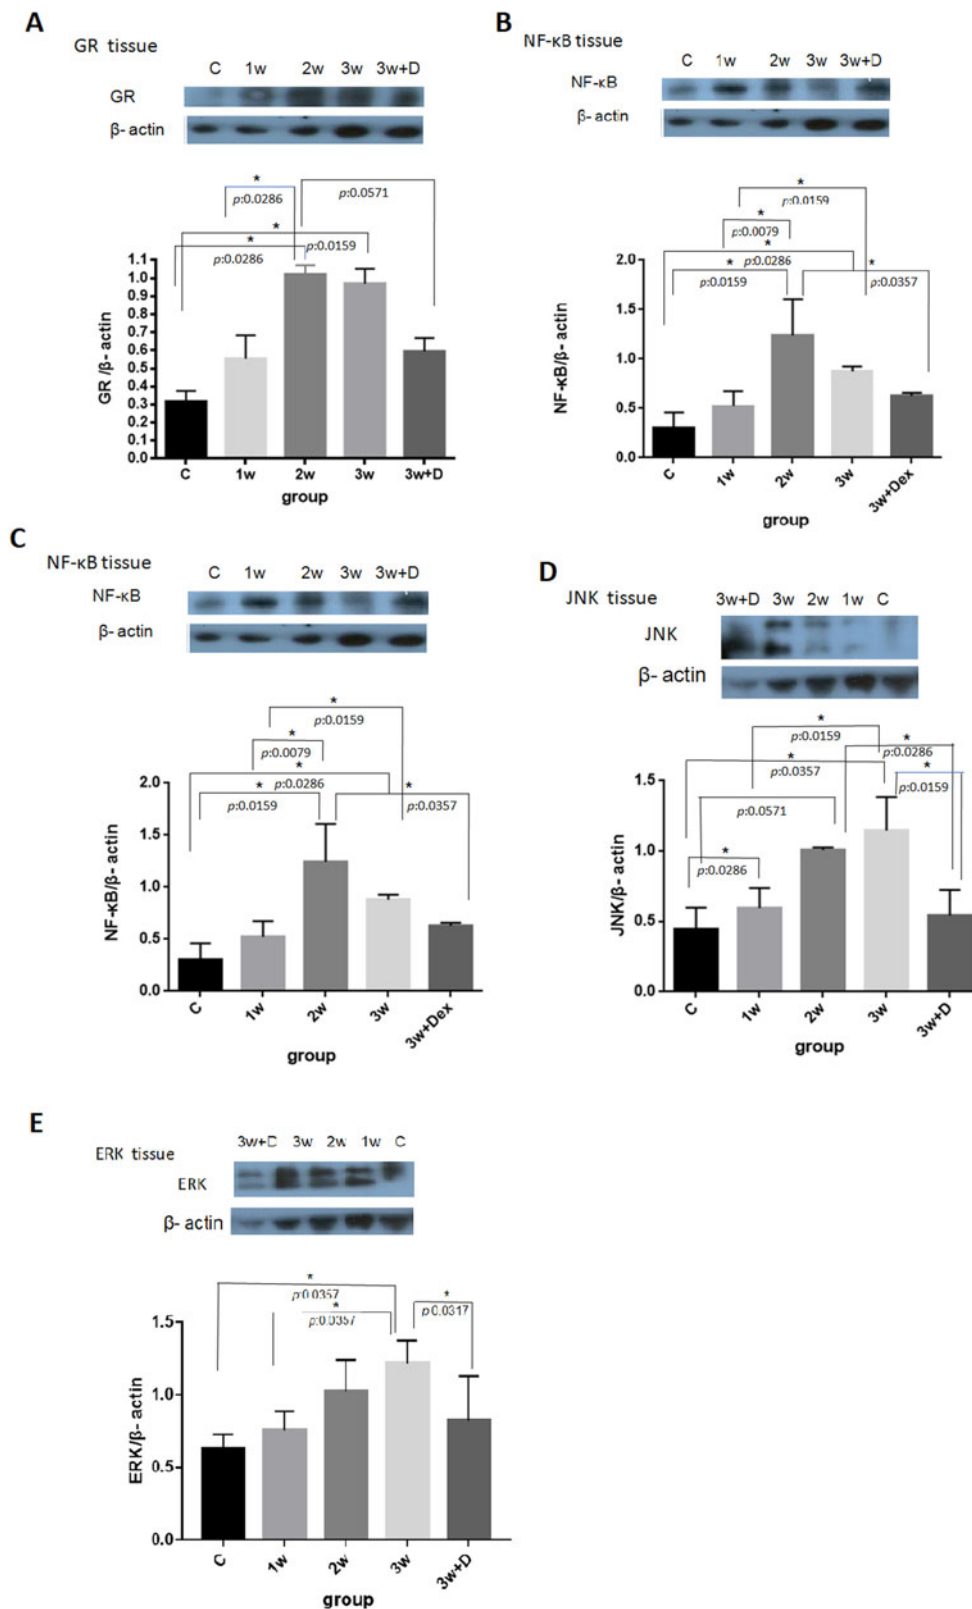 A
GR tissue
C 1w 2w 3w 3w+D
GR
β- actin
*
p:0.0286
p:0.0571
*
*
p:0.0159
p:0.0286
GR /β- actin
1.1
1.0
0.9
0.8
0.7
0.6
0.5
0.4
0.3
0.2
0.1
0.0
C 1w 2w 3w 3w+D
group
B
NF-κB tissue
C 1w 2w 3w 3w+D
NF-κB
β- actin
*
p:0.0159
*
p:0.0079
*
p:0.0286
*
p:0.0159
*
p:0.0357
NF-κB/β- actin
2.0
1.5
1.0
0.5
0.0
C 1w 2w 3w 3w+Dex
group
C
NF-κB tissue
C 1w 2w 3w 3w+D
NF-κB
β- actin
*
p:0.0159
*
p:0.0079
*
p:0.0286
*
p:0.0159
*
p:0.0357
NF-κB/β- actin
2.0
1.5
1.0
0.5
0.0
C 1w 2w 3w 3w+Dex
group
D
JNK tissue
3w+D 3w 2w 1w C
JNK
β- actin
*
p:0.0159
*
p:0.0286
*
p:0.0357
*
p:0.0159
p:0.0571
*
p:0.0286
JNK/β- actin
1.5
1.0
0.5
0.0
C 1w 2w 3w 3w+D
group
E
ERK tissue
3w+D 3w 2w 1w C
ERK
β- actin
*
p:0.0357
*
p:0.0357
*
p:0.0317
ERK/β- actin
1.5
1.0
0.5
0.0
C 1w 2w 3w 3w+D
group